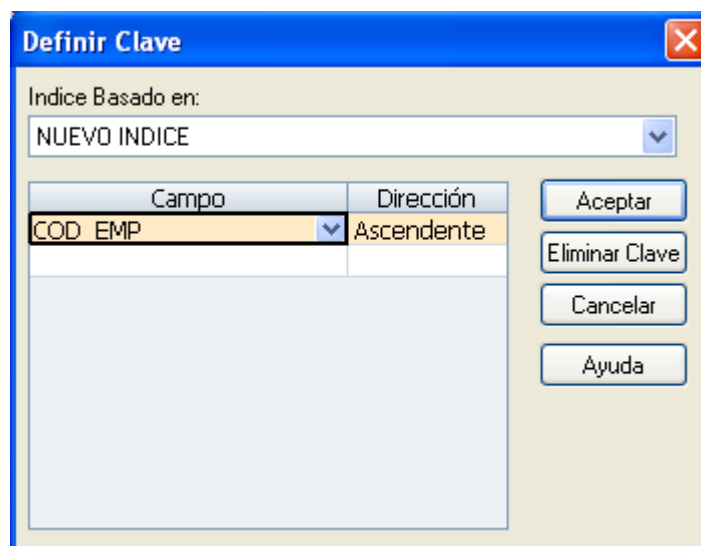 Definir Clave
Indice Basado en:
NUEVO INDICE
Campo Dirección
COD_EMP Ascendente
Aceptar
Eliminar Clave
Cancelar
Ayuda